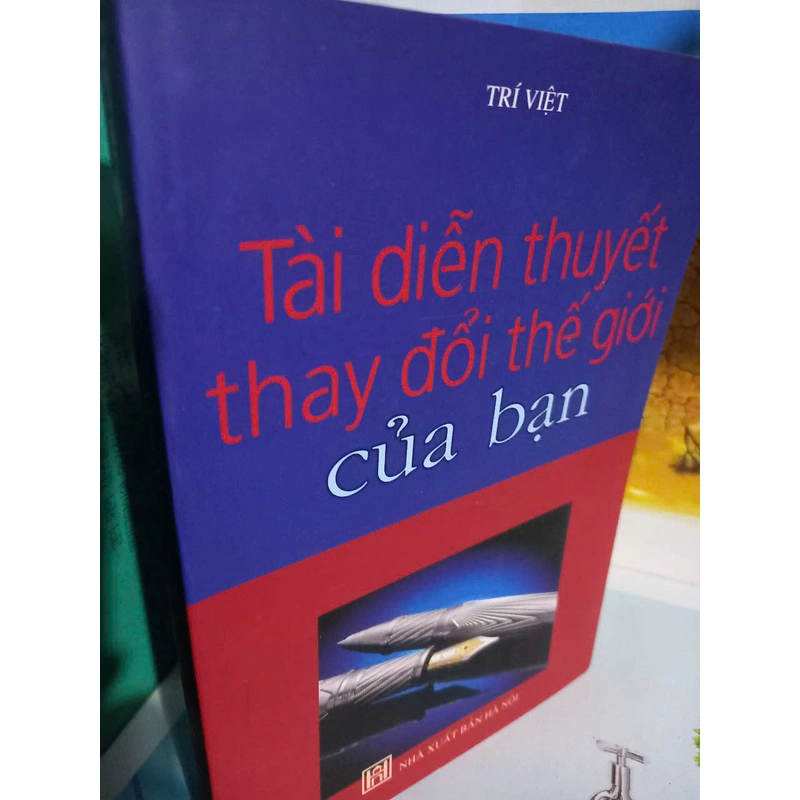 TRÍ VIỆT
Tài diễn thuyết
thay đổi thế giới
của bạn
NHÀ XUẤT BẢN HÀ NỘI